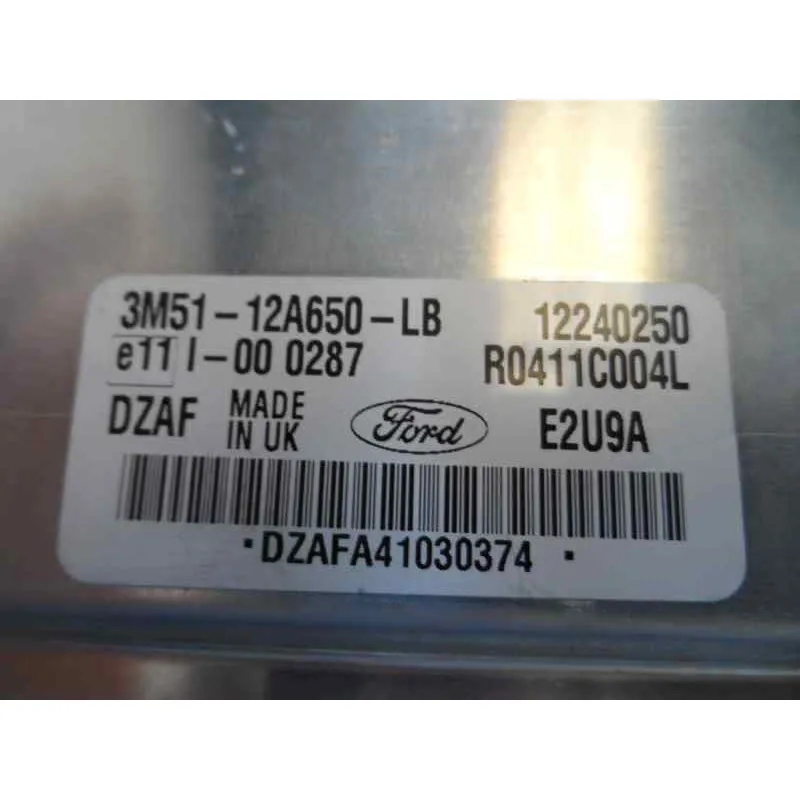 3M51-12A650-LB 12240250
e11 I-00 0287 R0411C004L
DZAF MADE IN UK Ford E2U9A
·DZAFA41030374 ·